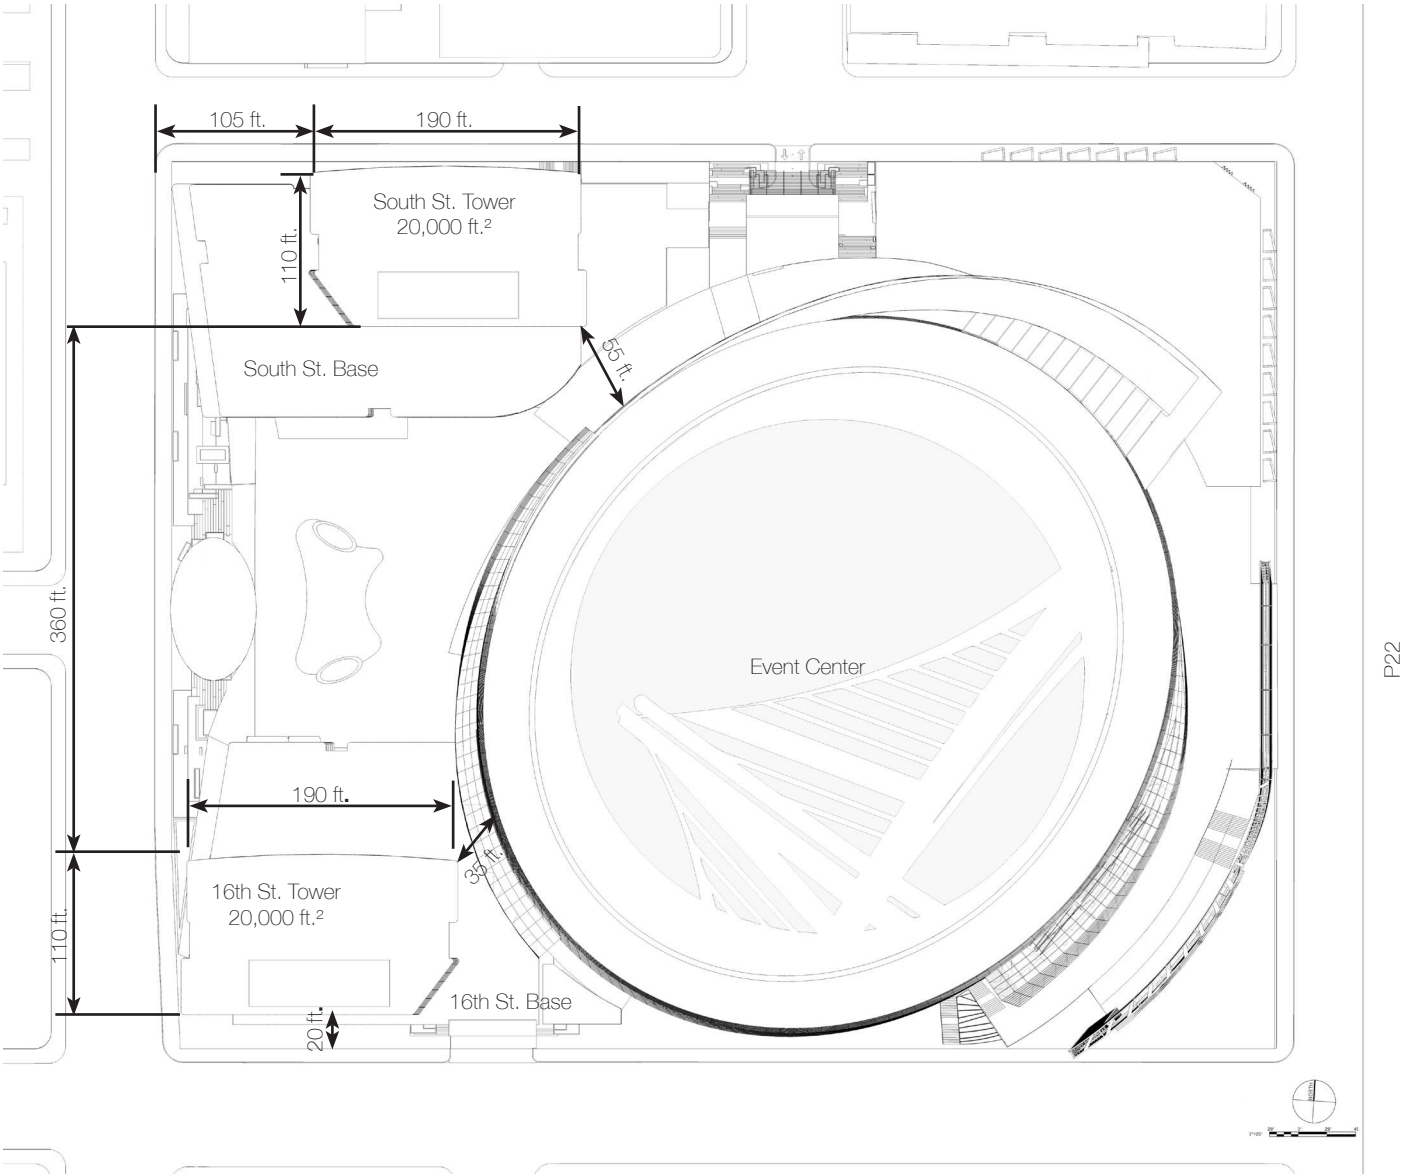 105 ft.
190 ft.
South St. Tower
20,000 ft.²
110 ft.
South St. Base
55 ft.
360 ft.
Event Center
P22
190 ft.
35 ft.
16th St. Tower
20,000 ft.²
110 ft.
16th St. Base
20 ft.
NORTH